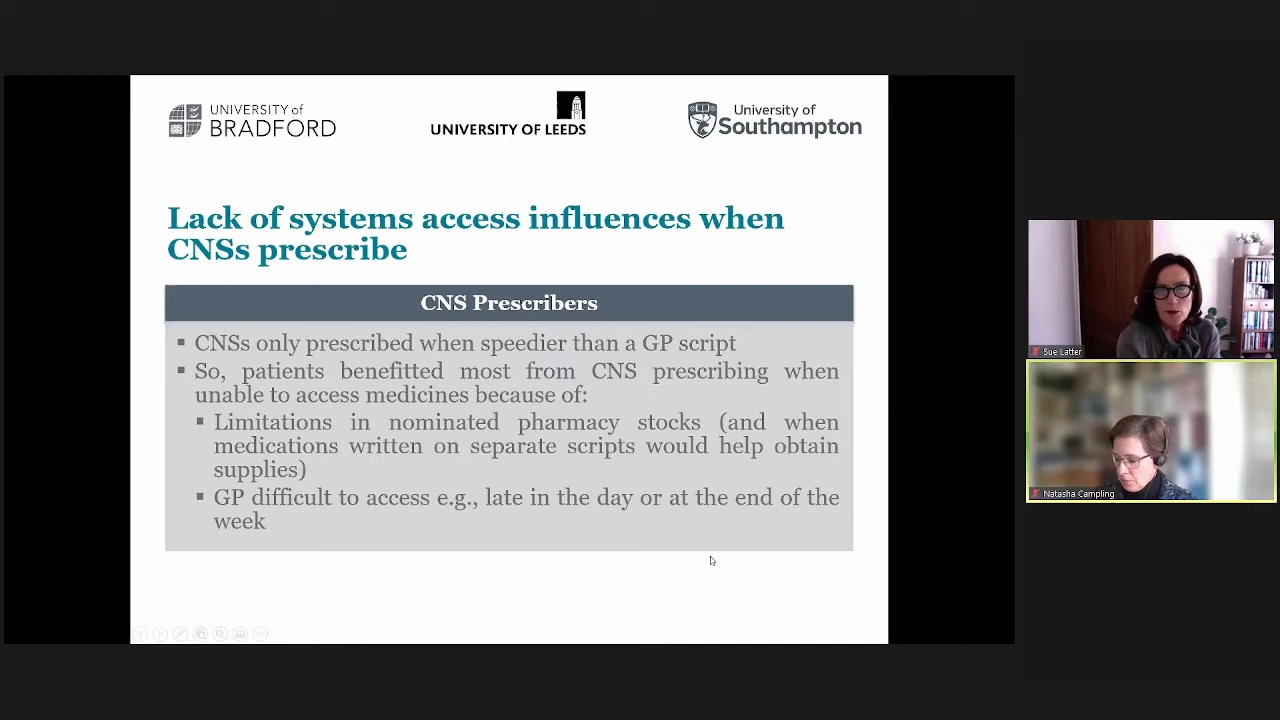 UNIVERSITY of
BRADFORD
UNIVERSITY OF LEEDS
University of
Southampton
Lack of systems access influences when
CNSs prescribe
CNS Prescribers
▪ CNSs only prescribed when speedier than a GP script
▪ So, patients benefitted most from CNS prescribing when
unable to access medicines because of:
▪ Limitations in nominated pharmacy stocks (and when
medications written on separate scripts would help obtain
supplies)
▪ GP difficult to access e.g., late in the day or at the end of the
week
Sue Latter
Natasha Campling